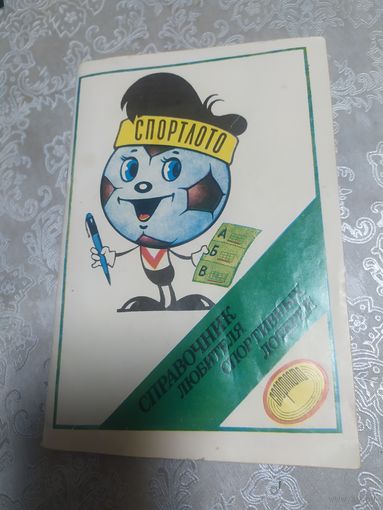 СПОРТЛОТО
А
Б
В
СПРАВОЧНИК
ЛЮБИТЕЛЯ
СПОРТИВНЫХ
ЛОТЕРЕЙ